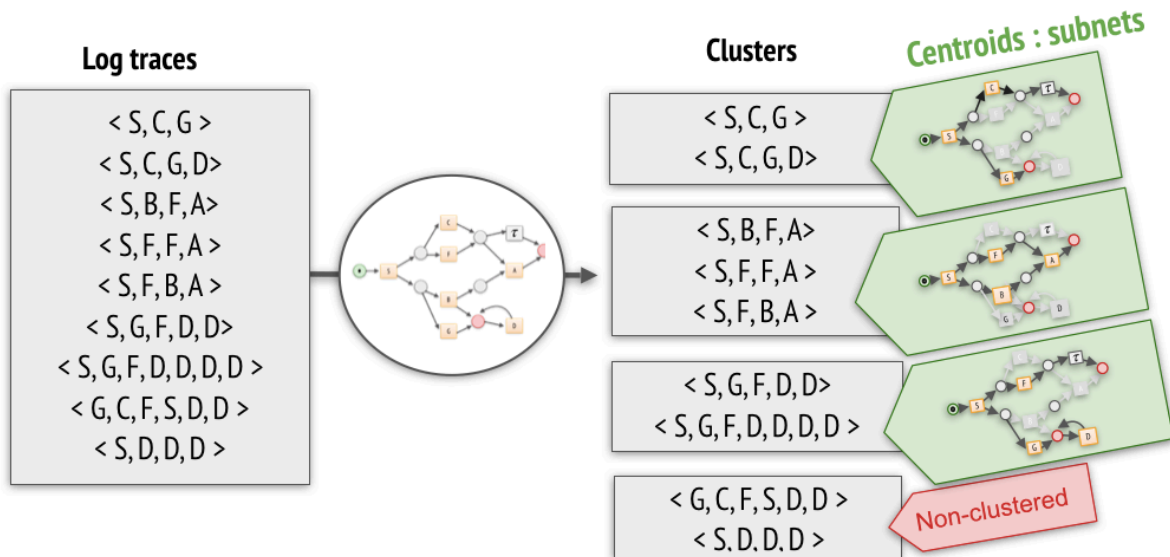 Log traces
< S, C, G >
< S, C, G, D>
< S, B, F, A>
< S, F, F, A >
< S, F, B, A >
< S, G, F, D, D>
< S, G, F, D, D, D, D >
< G, C, F, S, D, D >
< S, D, D, D >
S
C
F
τ
A
B
G
D
Clusters
< S, C, G >
< S, C, G, D>
< S, B, F, A>
< S, F, F, A >
< S, F, B, A >
< S, G, F, D, D>
< S, G, F, D, D, D, D >
< G, C, F, S, D, D >
< S, D, D, D >
Centroids : subnets
S
C
τ
G
S
F
τ
A
B
G
D
S
F
τ
G
D
Non-clustered